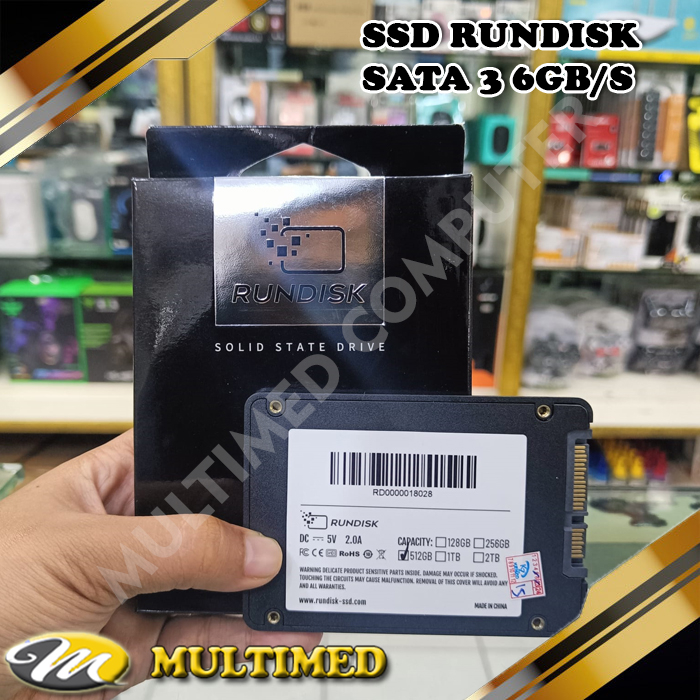 SSD RUNDISK
SATA 3 6GB/S
RUNDISK
SOLID STATE DRIVE
MULTIMED COMPUTER
RD0000018028
RUNDISK
DC 5V 2.0A
CAPACITY: 128GB 256GB
512GB 1TB 2TB
RoHS
WARNING DELICATE PRODUCT SENSITIVE PARTS INSIDE. DAMAGE MAY OCCUR IF SHOCKED.
TOUCHING THE CIRCUITS MAY CAUSE MALFUNCTION. REMOVAL OF THIS COVER WILL AVOID ANY
AND ALL WARRANTIES.
www.rundisk-ssd.com
MADE IN CHINA
M MULTIMED